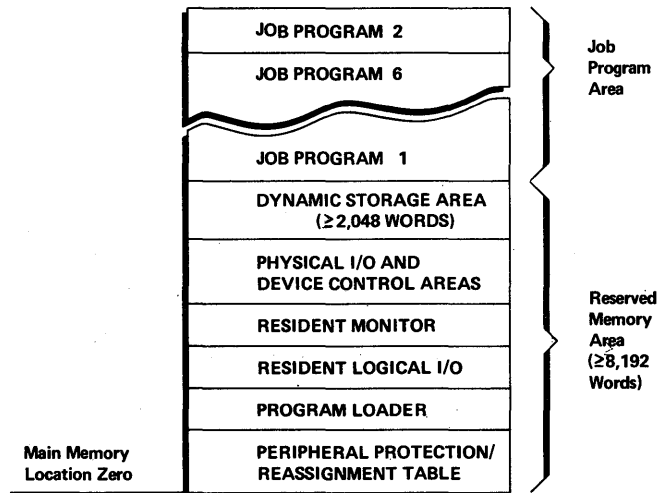 JOB PROGRAM 2
JOB PROGRAM 6
Job
Program
Area
JOB PROGRAM 1
DYNAMIC STORAGE AREA
(≥2,048 WORDS)
PHYSICAL I/O AND
DEVICE CONTROL AREAS
RESIDENT MONITOR
RESIDENT LOGICAL I/O
PROGRAM LOADER
Reserved
Memory
Area
(≥8,192
Words)
Main Memory
Location Zero
PERIPHERAL PROTECTION/
REASSIGNMENT TABLE